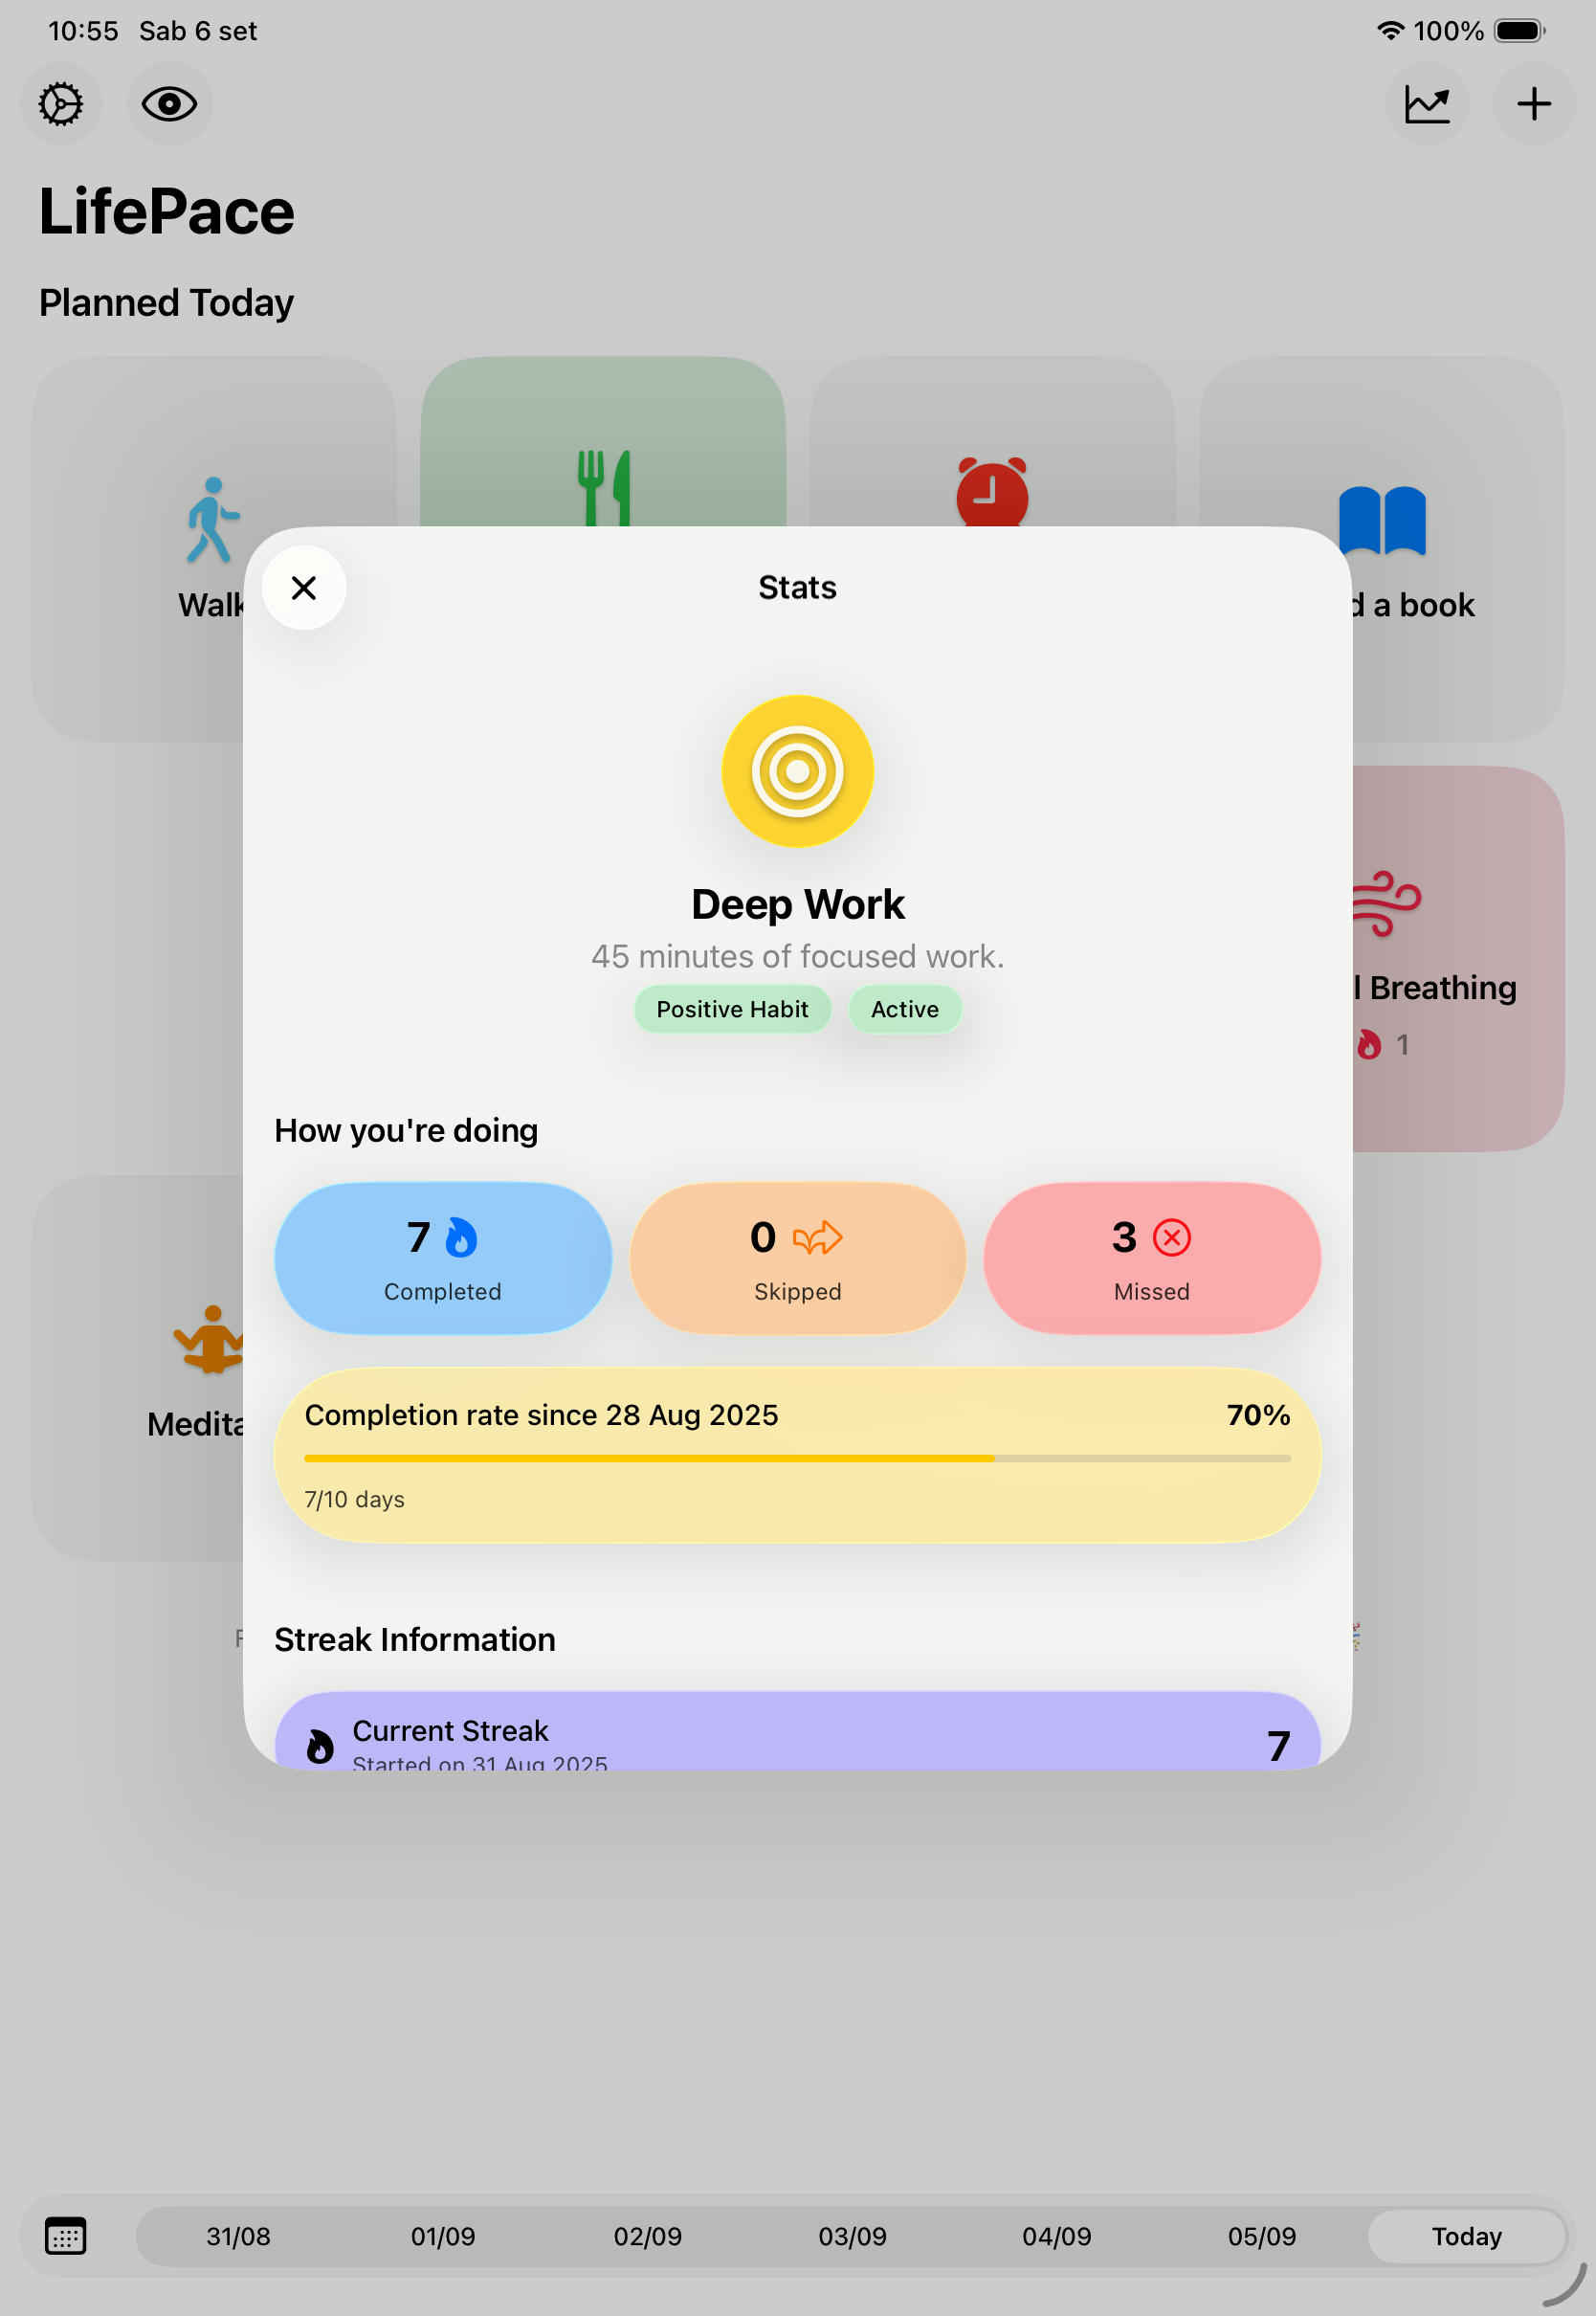 10:55 Sab 6 set 100%
LifePace
Planned Today
Walk
d a book
Stats
Deep Work
45 minutes of focused work.
Positive Habit Active
l Breathing
1
How you're doing
7 0 3
Completed Skipped Missed
Completion rate since 28 Aug 2025 70%
7/10 days
Medita
Streak Information
Current Streak 7
Started on 31 Aug 2025
31/08 01/09 02/09 03/09 04/09 05/09 Today